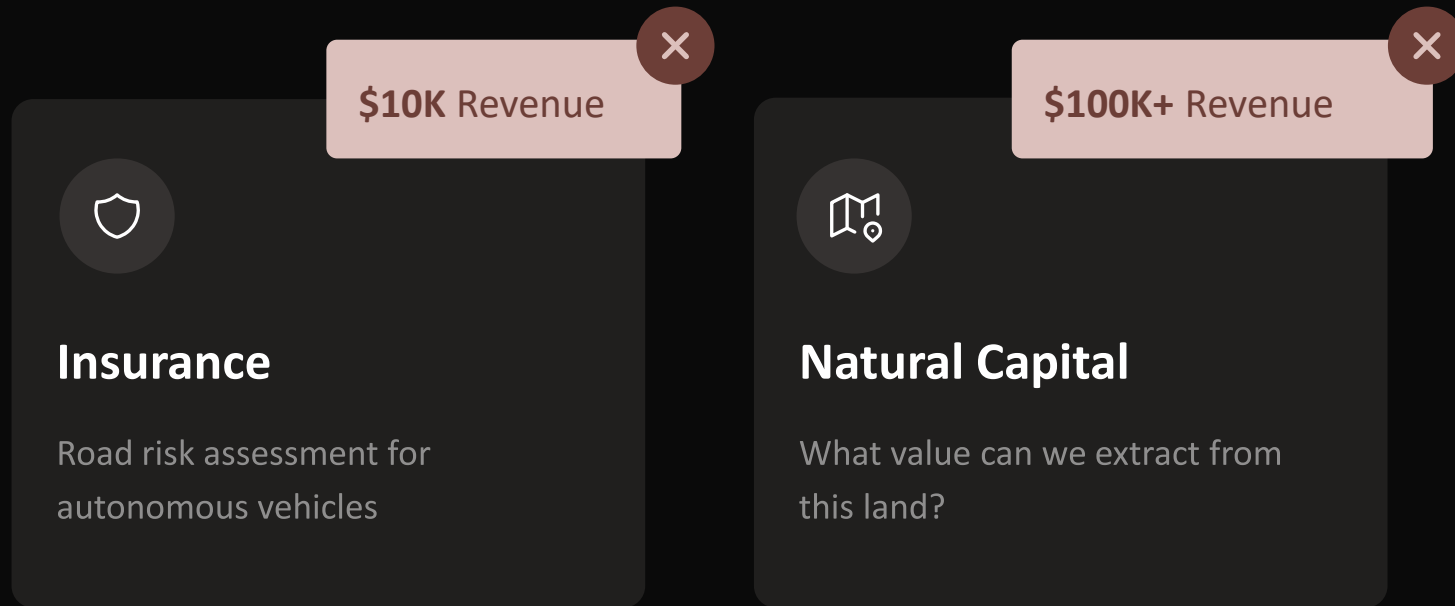 $10K Revenue
$100K+ Revenue
Insurance
Road risk assessment for
autonomous vehicles
Natural Capital
What value can we extract from
this land?